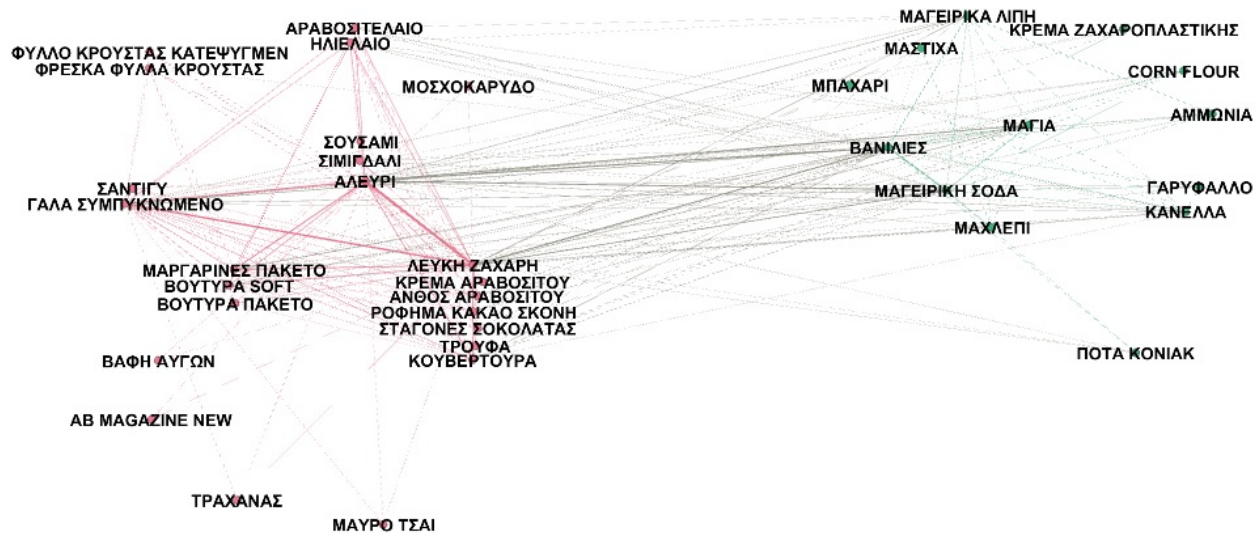 ΑΡΑΒΟΣΙΤΕΛΑΙΟ
ΗΛΙΕΛΑΙΟ
ΦΥΛΛΟ ΚΡΟΥΣΤΑΣ ΚΑΤΕΨΥΓΜΕΝ
ΦΡΕΣΚΑ ΦΥΛΛΑ ΚΡΟΥΣΤΑΣ
ΜΟΣΧΟΚΑΡΥΔΟ
ΣΟΥΣΑΜΙ
ΣΙΜΙΓΔΑΛΙ
ΑΛΕΥΡΙ
ΣΑΝΤΙΓΥ
ΓΑΛΑ ΣΥΜΠΥΚΝΩΜΕΝΟ
ΜΑΡΓΑΡΙΝΕΣ ΠΑΚΕΤΟ
ΒΟΥΤΥΡΑ SOFT
ΒΟΥΤΥΡΑ ΠΑΚΕΤΟ
ΛΕΥΚΗ ΖΑΧΑΡΗ
ΚΡΕΜΑ ΑΡΑΒΟΣΙΤΟΥ
ΑΝΘΟΣ ΑΡΑΒΟΣΙΤΟΥ
ΡΟΦΗΜΑ ΚΑΚΑΟ ΣΚΟΝΗ
ΣΤΑΓΟΝΕΣ ΣΟΚΟΛΑΤΑΣ
ΤΡΟΥΦΑ
ΚΟΥΒΕΡΤΟΥΡΑ
ΒΑΦΗ ΑΥΓΩΝ
AB MAGAZINE NEW
ΤΡΑΧΑΝΑΣ
ΜΑΥΡΟ ΤΣΑΙ
ΜΑΓΕΙΡΙΚΑ ΛΙΠΗ
ΚΡΕΜΑ ΖΑΧΑΡΟΠΛΑΣΤΙΚΗΣ
ΜΑΣΤΙΧΑ
CORN FLOUR
ΜΠΑΧΑΡΙ
ΑΜΜΩΝΙΑ
ΜΑΓΙΑ
ΒΑΝΙΛΙΕΣ
ΜΑΓΕΙΡΙΚΗ ΣΟΔΑ
ΓΑΡΥΦΑΛΛΟ
ΚΑΝΕΛΛΑ
ΜΑΧΛΕΠΙ
ΠΟΤΑ ΚΟΝΙΑΚ